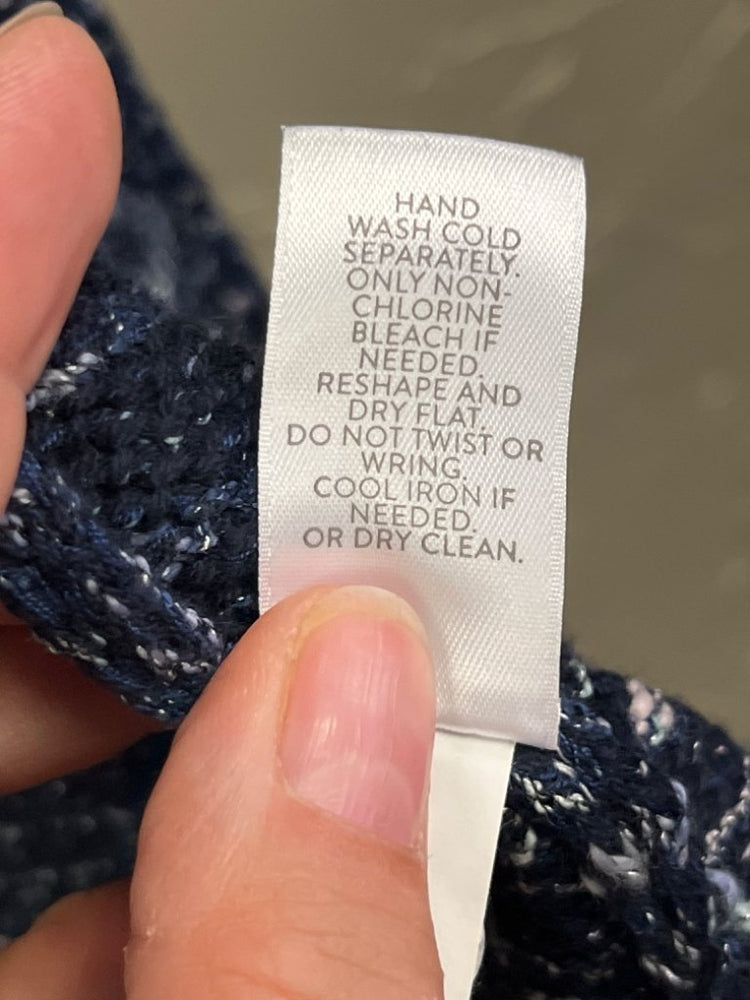 HAND
WASH COLD
SEPARATELY.
ONLY NON-
CHLORINE
BLEACH IF
NEEDED.
RESHAPE AND
DRY FLAT.
DO NOT TWIST OR
WRING.
COOL IRON IF
NEEDED.
OR DRY CLEAN.